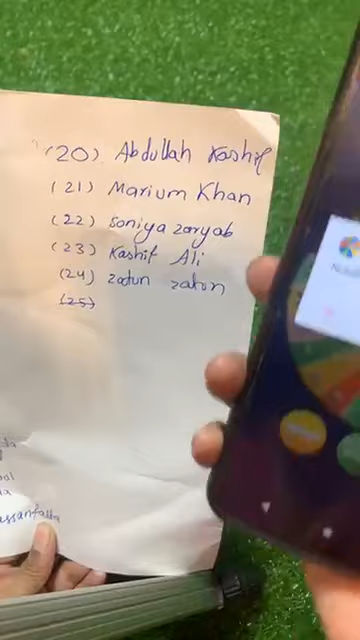 (20) Abdullah Kashif
(21) Marium Khan
(22) Soniya zaryab
(23) Kashif Ali
(24) zatun zatun
(25)